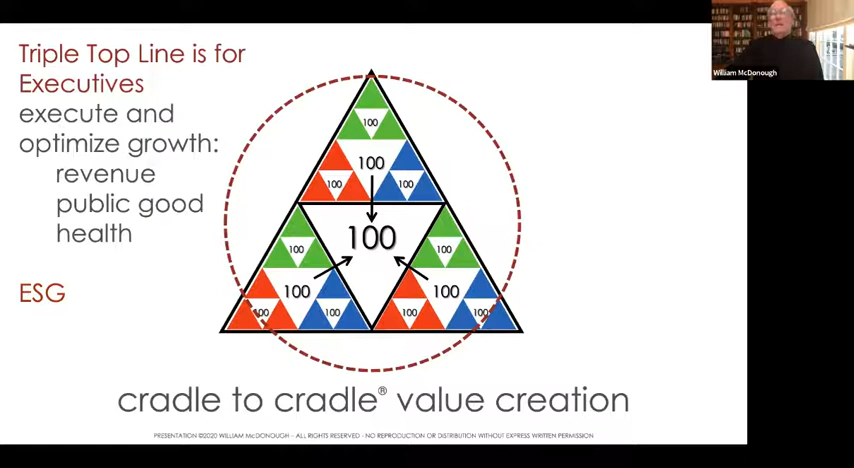 Triple Top Line is for
Executives
execute and
optimize growth:
revenue
public good
health
ESG
100
100
100
100
100
100
100
100
100
100
100
100
100
cradle to cradle® value creation
PRESENTATION ©2020 WILLIAM McDONOUGH - ALL RIGHTS RESERVED - NO REPRODUCTION OR DISTRIBUTION WITHOUT EXPRESS WRITTEN PERMISSION
William McDonough